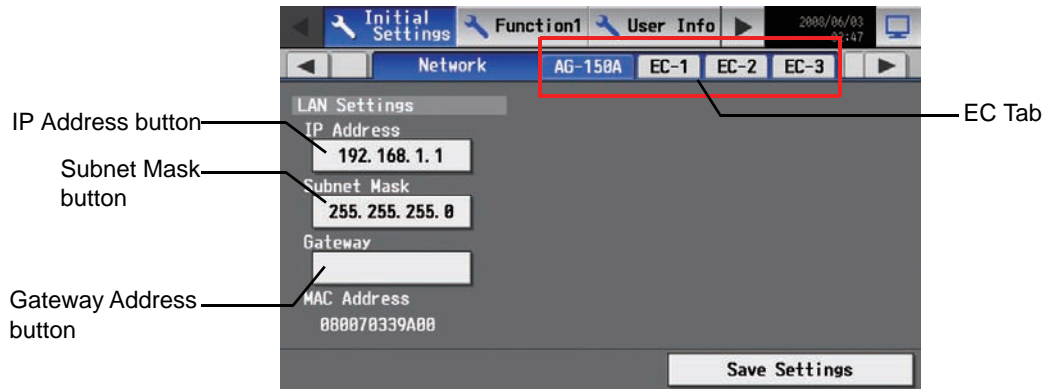 Initial Settings
Function1
User Info
2008/06/03
02:47
Network
AG-150A
EC-1
EC-2
EC-3
EC Tab
LAN Settings
IP Address
IP Address button
192.168.1.1
Subnet Mask
Subnet Mask
button
255.255.255.0
Gateway
Gateway Address
button
MAC Address
080070339A00
Save Settings